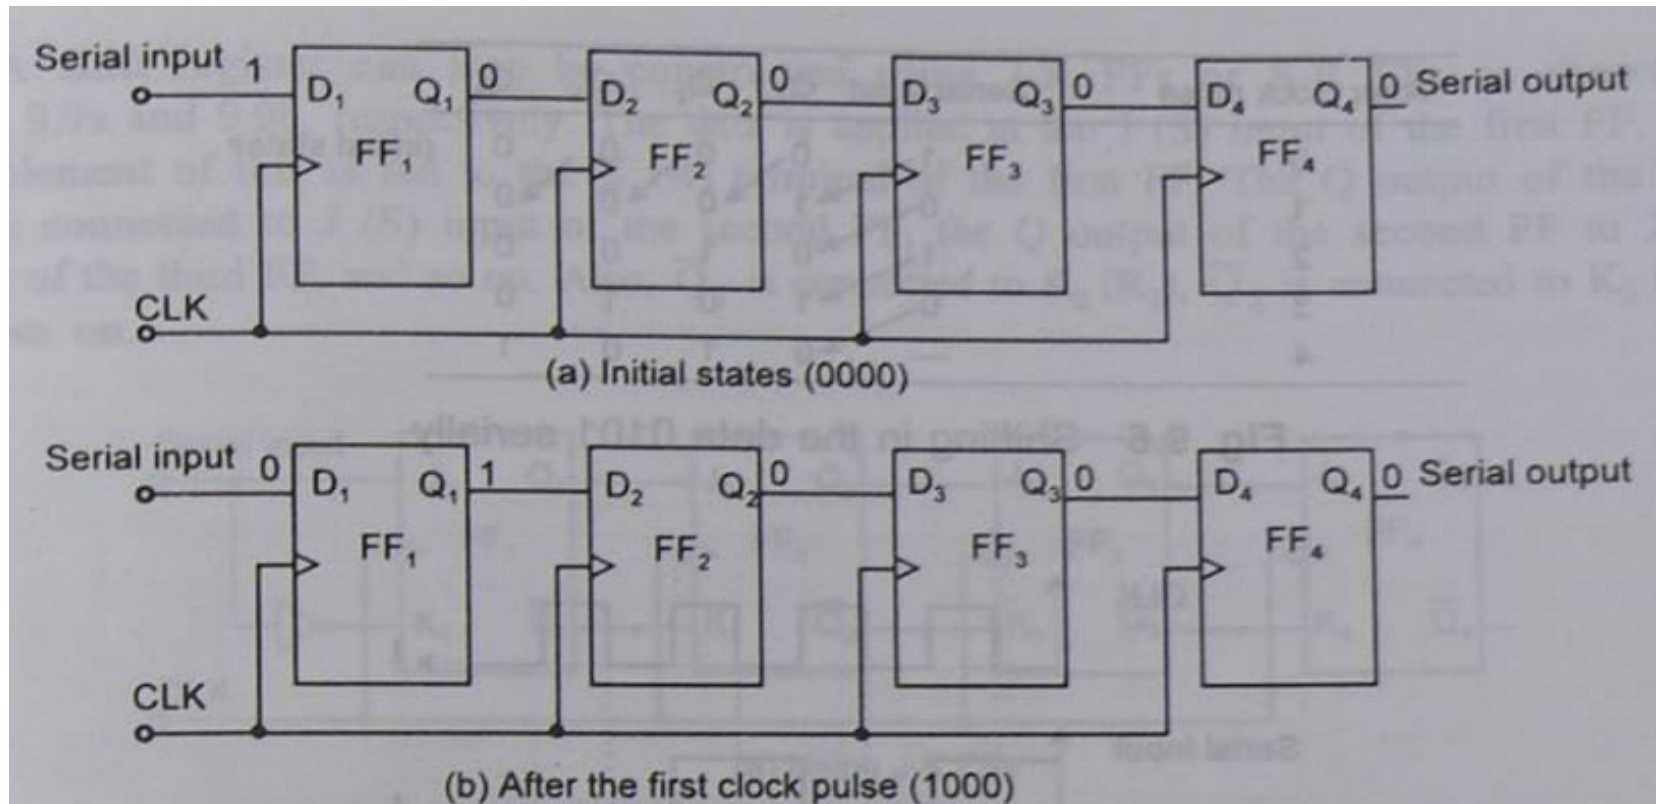 Serial input 1 D₁ Q₁ 0 D₂ Q₂ 0 D₃ Q₃ 0 D₄ Q₄ 0 Serial output
FF₁ FF₂ FF₃ FF₄
CLK
(a) Initial states (0000)
Serial input 0 D₁ Q₁ 1 D₂ Q₂ 0 D₃ Q₃ 0 D₄ Q₄ 0 Serial output
FF₁ FF₂ FF₃ FF₄
CLK
(b) After the first clock pulse (1000)